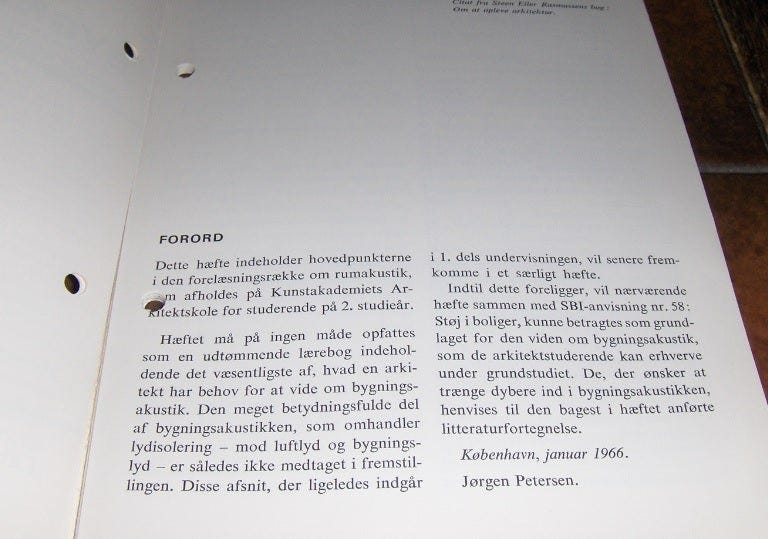 Citat fra Steen Eiler Rasmussens bog:
Om at opleve arkitektur.
FORORD
Dette hæfte indeholder hovedpunkterne
i den forelæsningsrække om rumakustik,
om afholdes på Kunstakademiets Ar-
kitektskole for studerende på 2. studieår.
Hæftet må på ingen måde opfattes
som en udtømmende lærebog indehol-
dende det væsentligste af, hvad en arki-
tekt har behov for at vide om bygnings-
akustik. Den meget betydningsfulde del
af bygningsakustikken, som omhandler
lydisolering – mod luftlyd og bygnings-
lyd – er således ikke medtaget i fremstil-
lingen. Disse afsnit, der ligeledes indgår
i 1. dels undervisningen, vil senere frem-
komme i et særligt hæfte.
Indtil dette foreligger, vil nærværende
hæfte sammen med SBI-anvisning nr. 58:
Støj i boliger, kunne betragtes som grund-
laget for den viden om bygningsakustik,
som de arkitektstuderende kan erhverve
under grundstudiet. De, der ønsker at
trænge dybere ind i bygningsakustikken,
henvises til den bagest i hæftet anførte
litteraturfortegnelse.
København, januar 1966.
Jørgen Petersen.